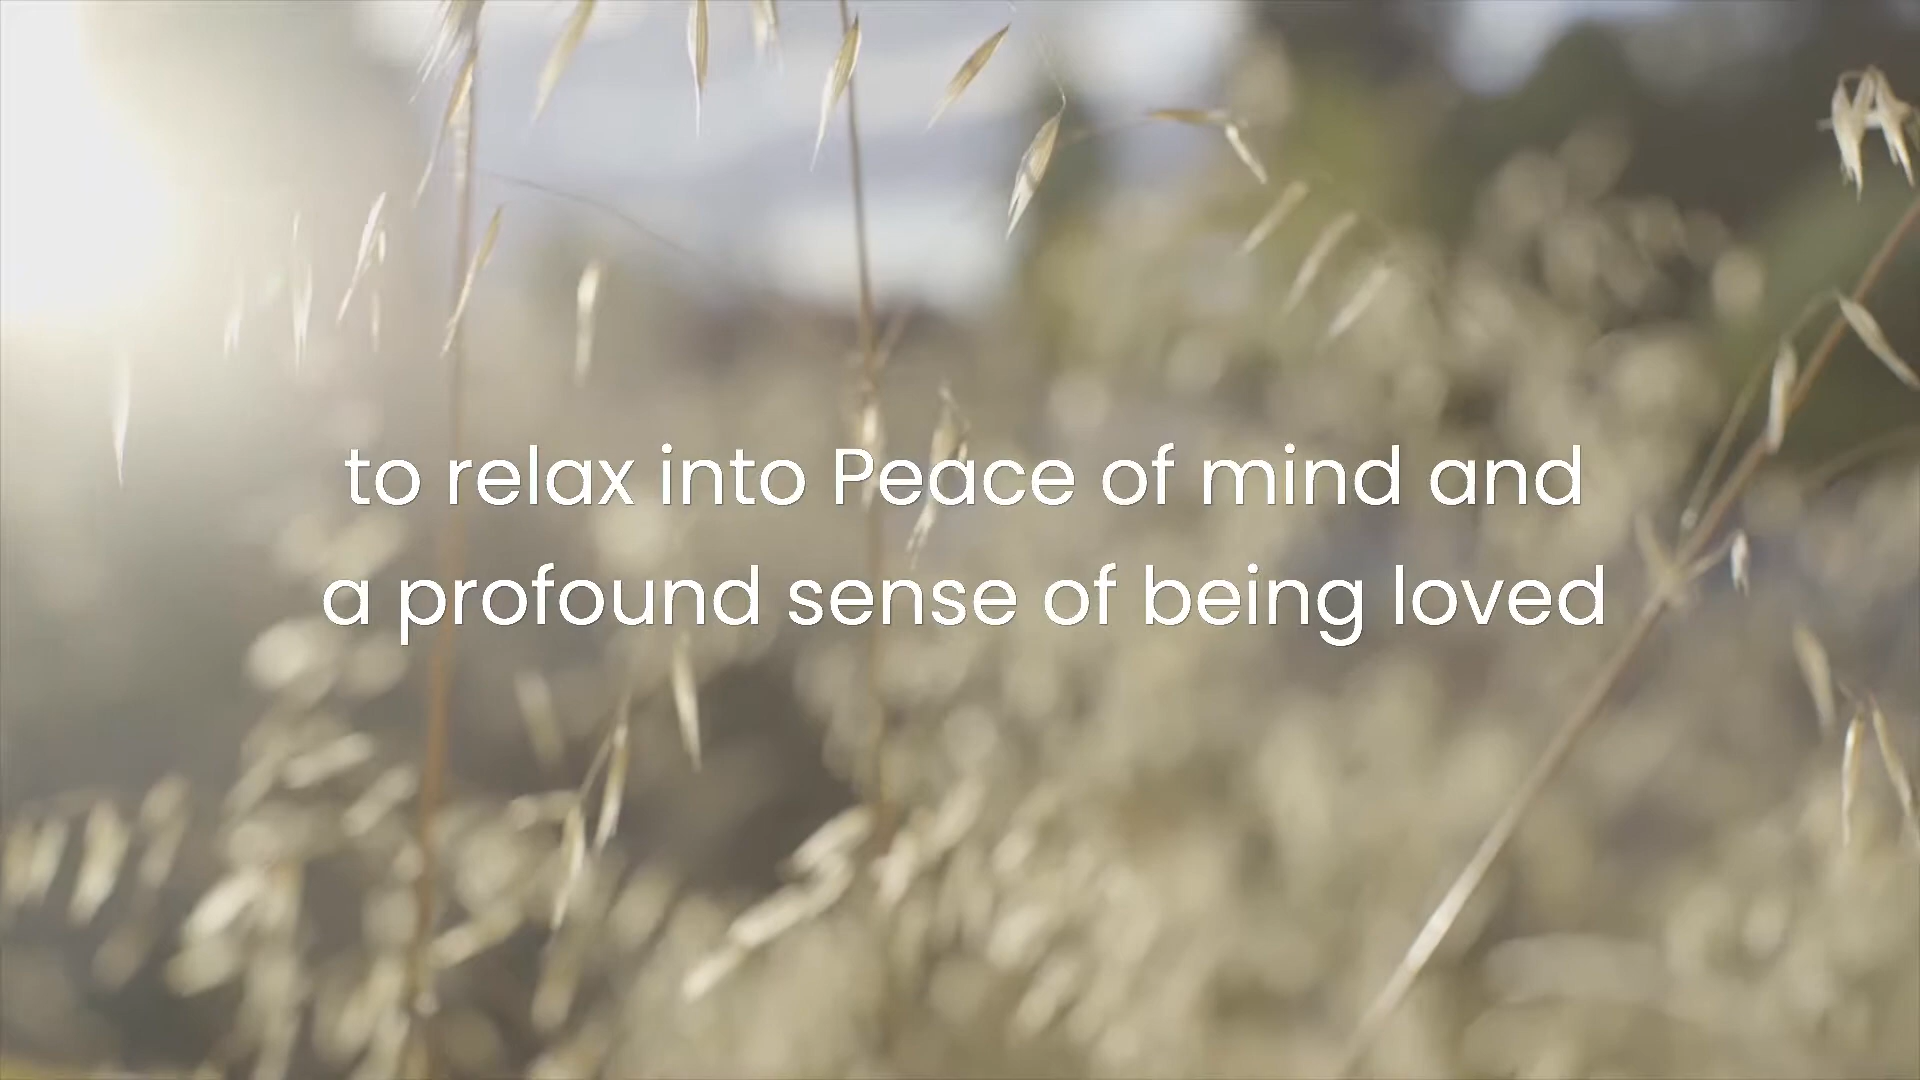 to relax into Peace of mind and
a profound sense of being loved